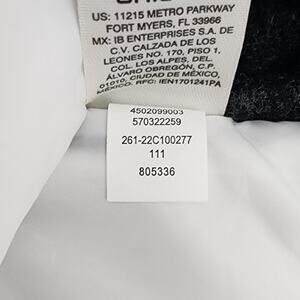 US: 11215 METRO PARKWAY
FORT MYERS, FL 33966
MX: IB ENTERPRISES S.A. DE
C.V. CALZADA DE LOS
LEONES NO. 170, PISO 1,
COL. LOS ALPES, DEL.
ALVARO OBREGÓN, C.P.
01010, CIUDAD DE MÉXICO,
MÉXICO, RFC: IEN1701241PA
4502099003
570322259
261-22C100277
111
805336